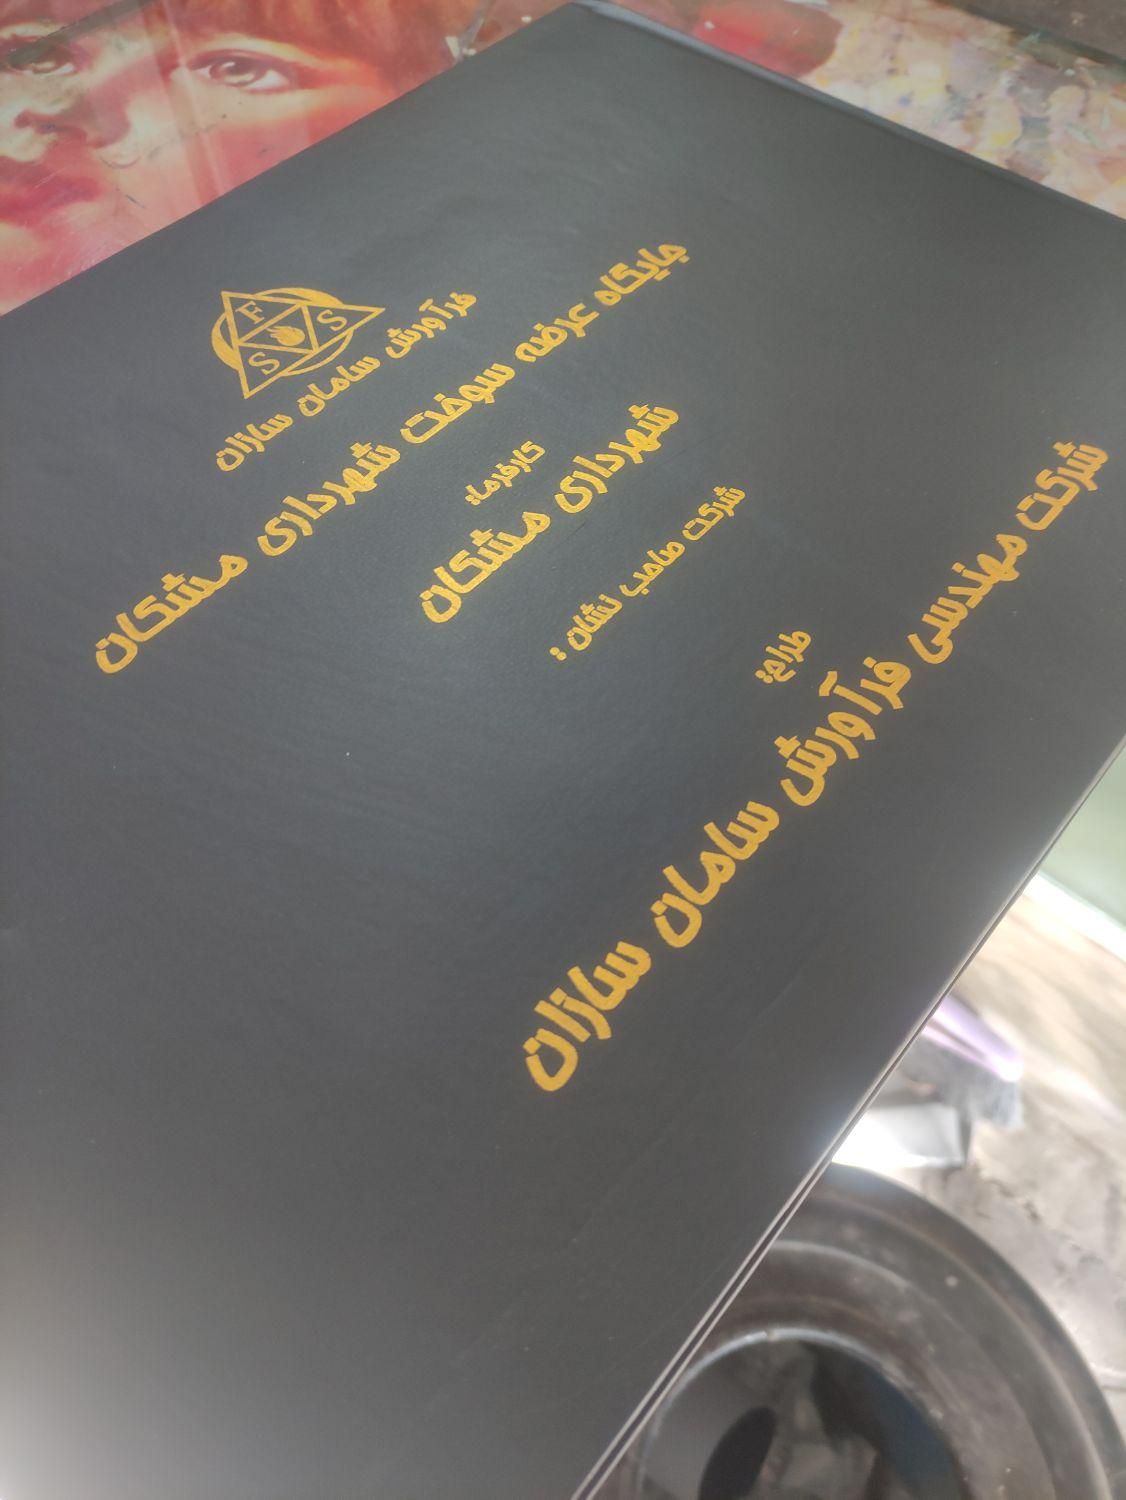 F
S S
S
فرآورش سامان سازان
جایگاه عرضه سوخت شهرداری مشکان
کارفرما:
شهرداری مشکان
شرکت صاحب نشان :
طراح:
شرکت مهندسی فرآورش سامان سازان